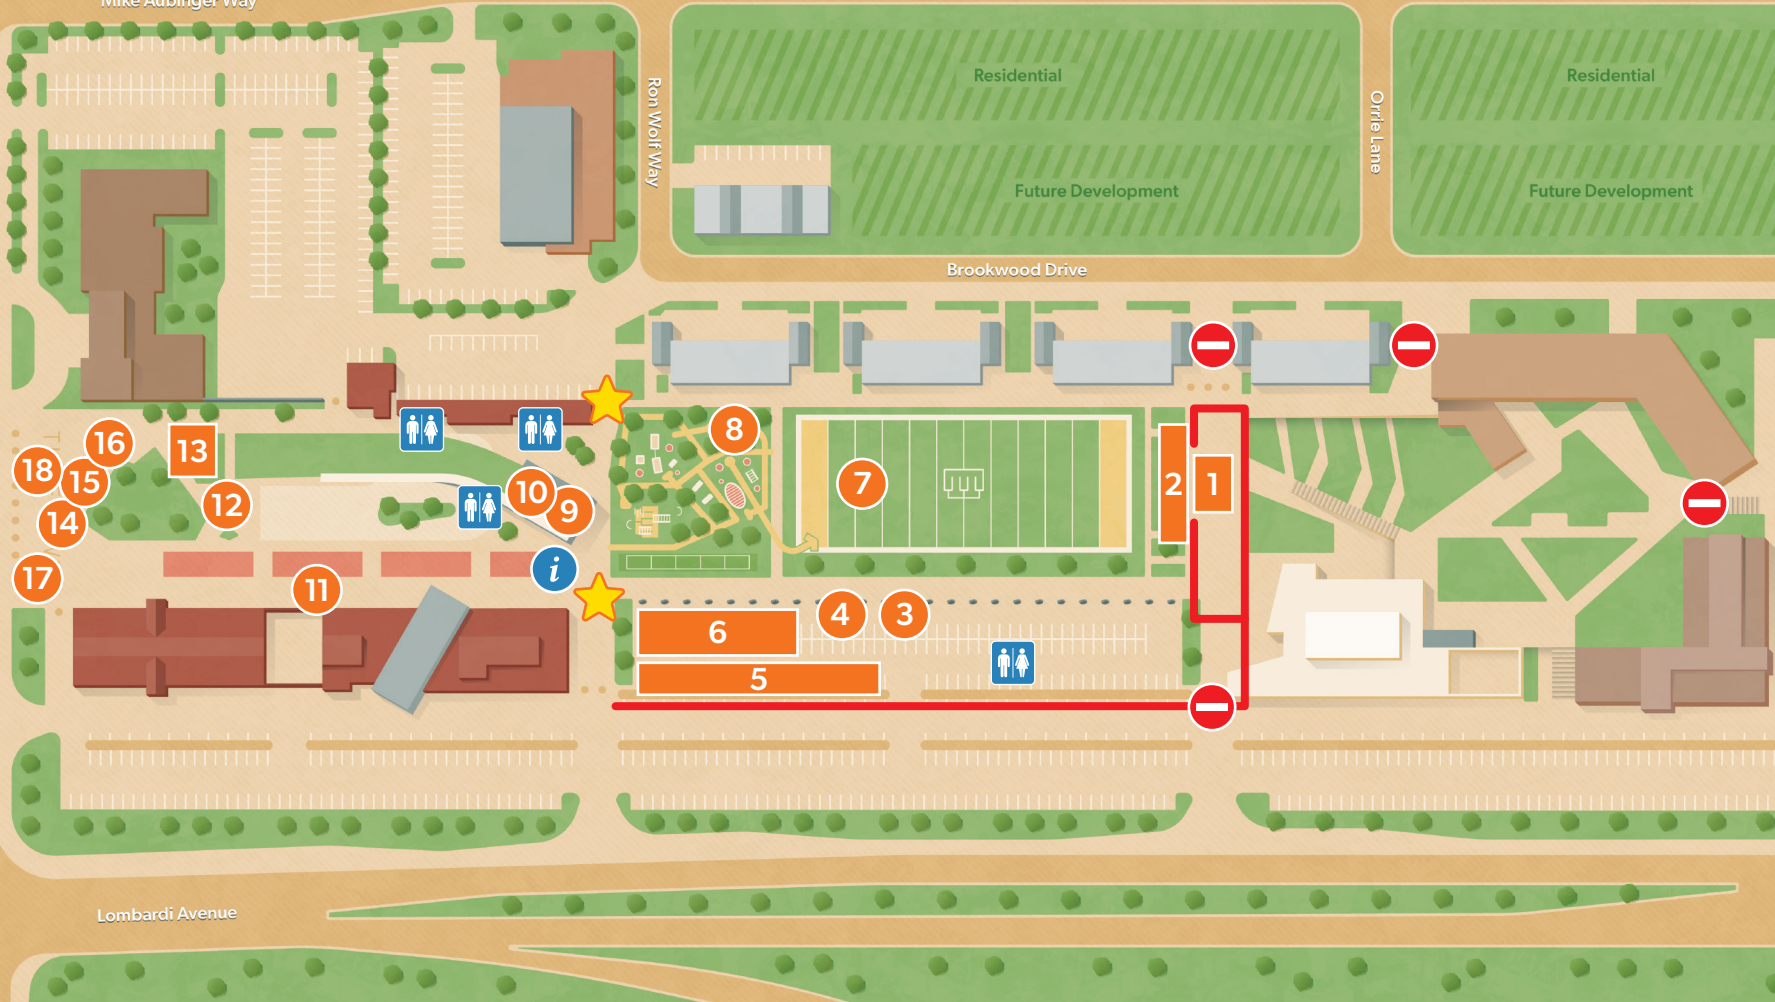 Mike Aubinger Way
Ron Wolf Way
Residential
Future Development
Orrie Lane
Residential
Future Development
Brookwood Drive
16
13
18
15
14
12
17
11
10
9
i
8
7
2
1
6
4
3
5
Lombardi Avenue